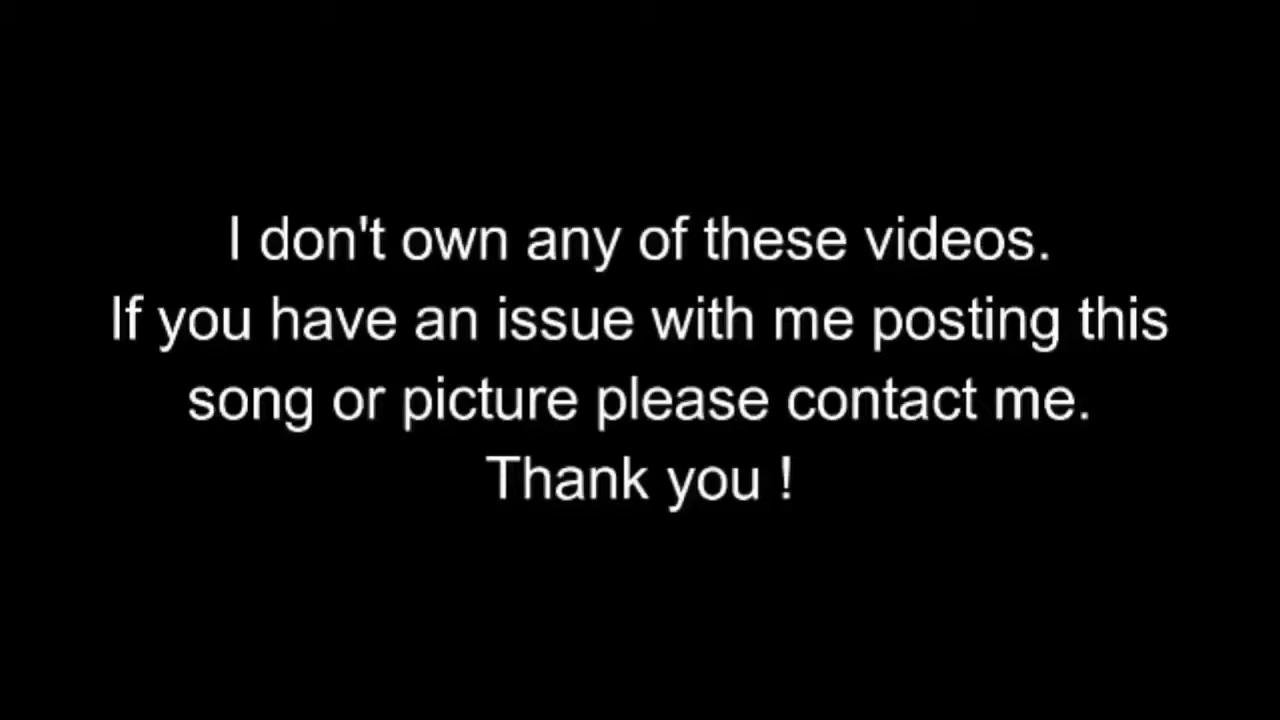 I don't own any of these videos.
If you have an issue with me posting this
song or picture please contact me.
Thank you !